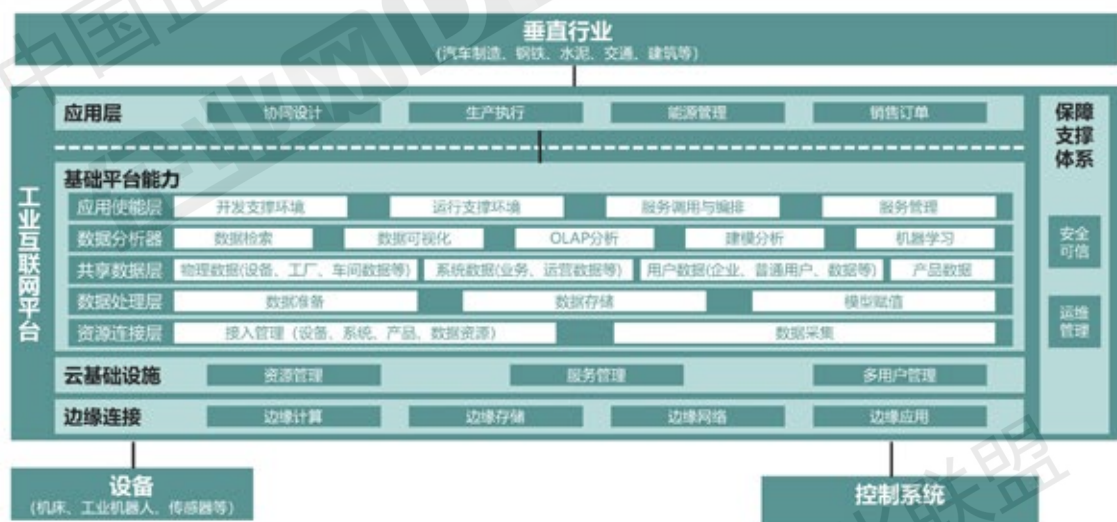 垂直行业
(汽车制造、钢铁、水泥、交通、建筑等)
工业互联网平台
应用层 协同设计 生产执行 能源管理 销售订单
基础平台能力
应用使能层 开发支撑环境 运行支撑环境 服务调用与编排 服务管理
数据分析器 数据检索 数据可视化 OLAP分析 建模分析 机器学习
共享数据层 物理数据(设备、工厂、车间数据等) 系统数据(业务、运营数据等) 用户数据(企业、普通用户、数据等) 产品数据
数据处理层 数据准备 数据存储 模型赋值
资源连接层 接入管理（设备、系统、产品、数据资源） 数据采集
云基础设施 资源管理 服务管理 多用户管理
边缘连接 边缘计算 边缘存储 边缘网络 边缘应用
保障
支撑
体系
安全
可信
运维
管理
设备
(机床、工业机器人、传感器等)
控制系统
中国企
联盟